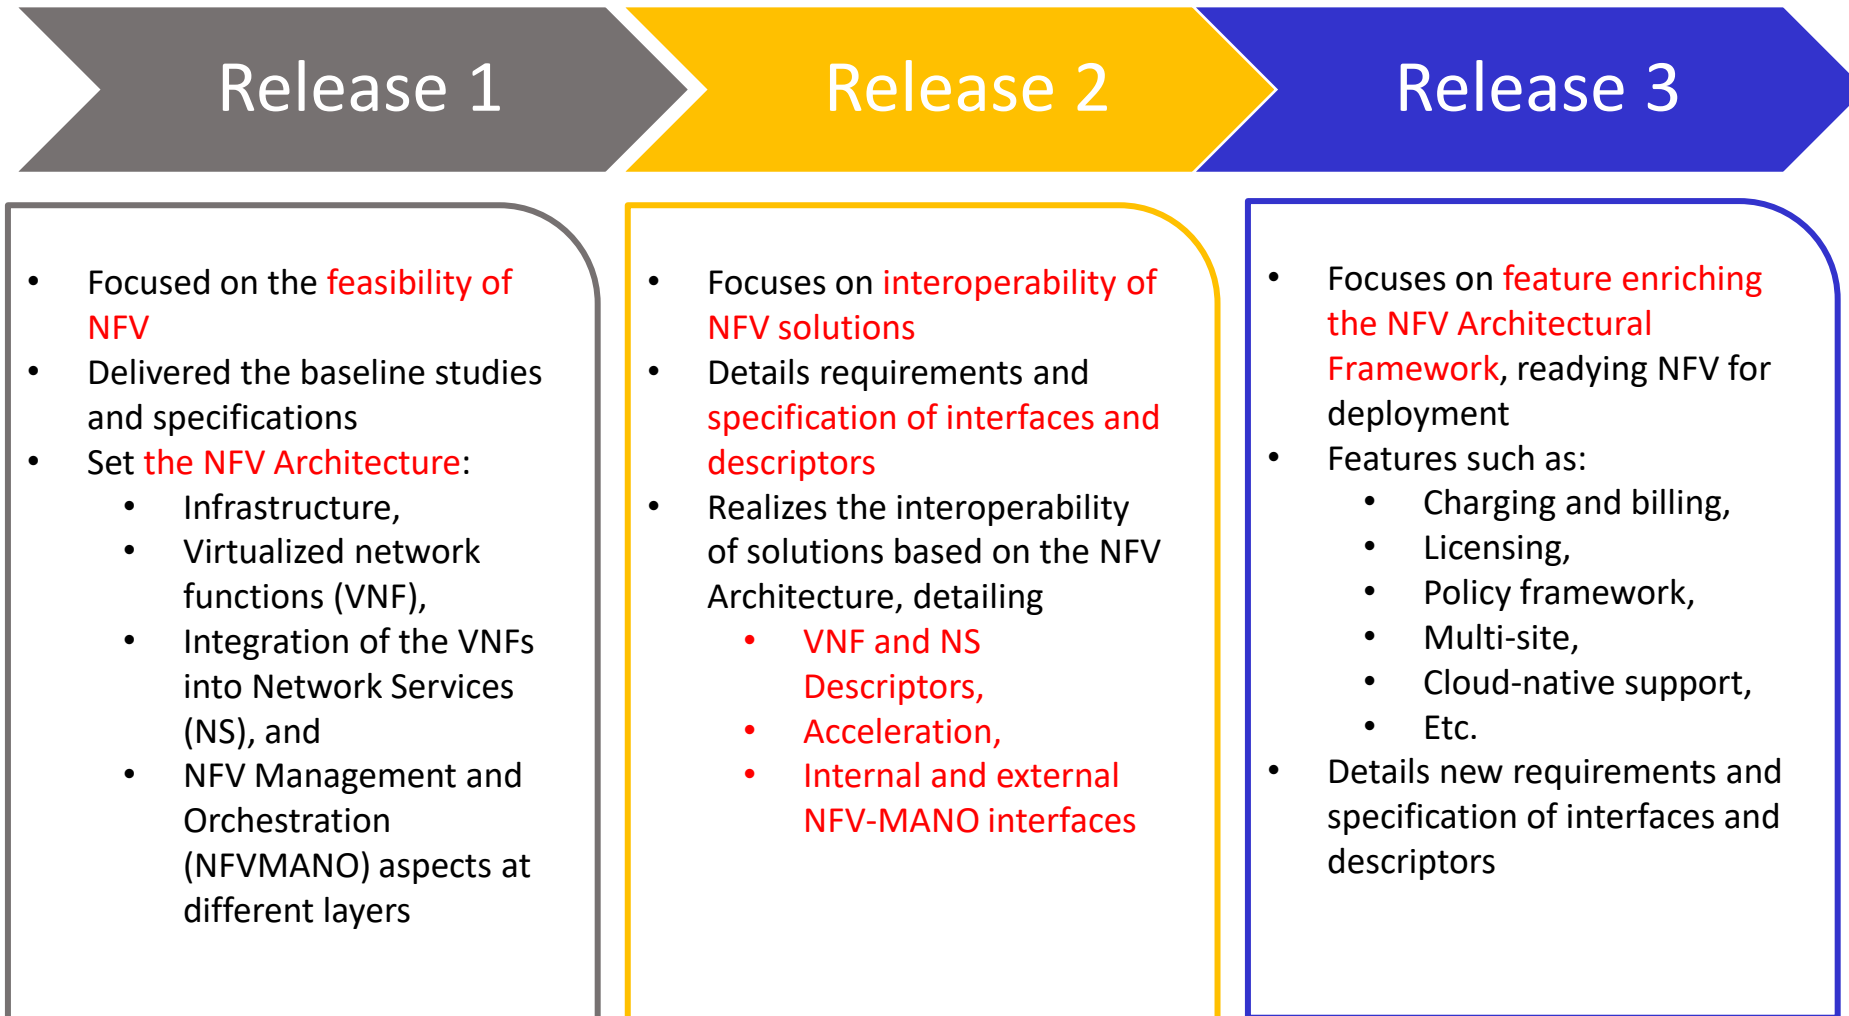 Release 1
Release 2
Release 3
• Focused on the feasibility of
NFV
• Delivered the baseline studies
and specifications
• Set the NFV Architecture:
• Infrastructure,
• Virtualized network
functions (VNF),
• Integration of the VNFs
into Network Services
(NS), and
• NFV Management and
Orchestration
(NFVMANO) aspects at
different layers
• Focuses on interoperability of
NFV solutions
• Details requirements and
specification of interfaces and
descriptors
• Realizes the interoperability
of solutions based on the NFV
Architecture, detailing
• VNF and NS
Descriptors,
• Acceleration,
• Internal and external
NFV-MANO interfaces
• Focuses on feature enriching
the NFV Architectural
Framework, readying NFV for
deployment
• Features such as:
• Charging and billing,
• Licensing,
• Policy framework,
• Multi-site,
• Cloud-native support,
• Etc.
• Details new requirements and
specification of interfaces and
descriptors